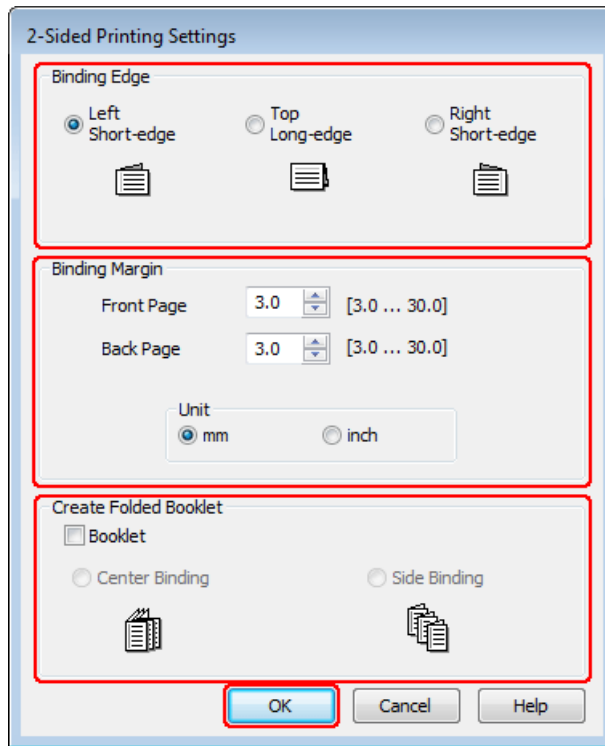 2-Sided Printing Settings
Binding Edge
Left
Short-edge
Top
Long-edge
Right
Short-edge
Binding Margin
Front Page 3.0 [3.0 ... 30.0]
Back Page 3.0 [3.0 ... 30.0]
Unit
mm inch
Create Folded Booklet
Booklet
Center Binding Side Binding
OK Cancel Help